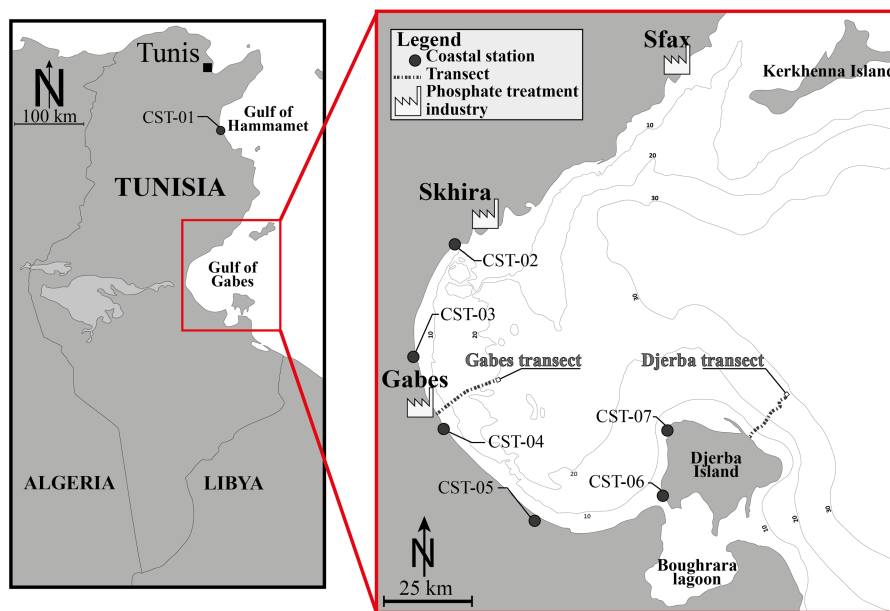 Tunis
N
100 km
CST-01
Gulf of
Hammamet
TUNISIA
Gulf of
Gabes
ALGERIA
LIBYA
Legend
Coastal station
Transect
Phosphate treatment
industry
Sfax
Kerkhenna Island
10
20
30
Skhira
CST-02
30
CST-03
10
20
Gabes transect
Djerba transect
Gabes
CST-04
CST-07
Djerba
Island
20
CST-06
CST-05
10
10
20
30
N
25 km
Boughrara
lagoon